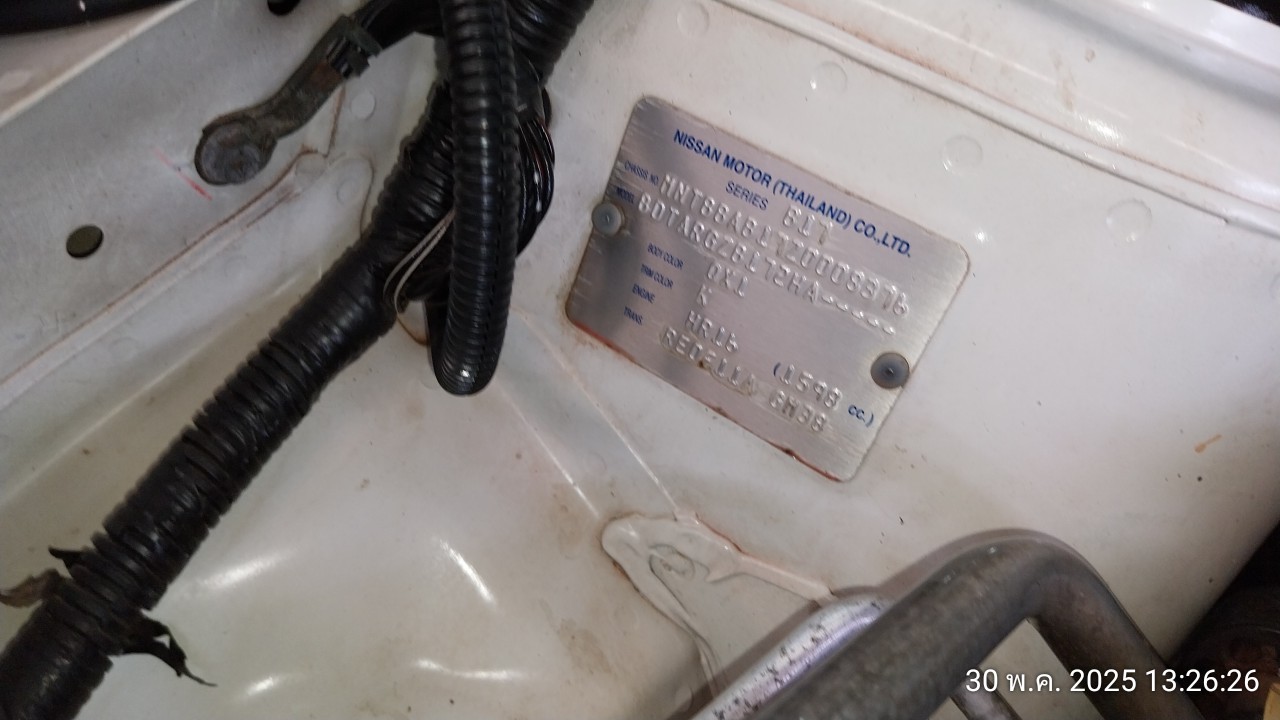 NISSAN MOTOR (THAILAND) CO.,LTD.
SERIES B17
CHASSIS NO.
MODEL
BODY COLOR QX1
TRIM COLOR K
ENGINE HR16 (1598 cc.)
TRANS.
30 พ.ค. 2025 13:26:26